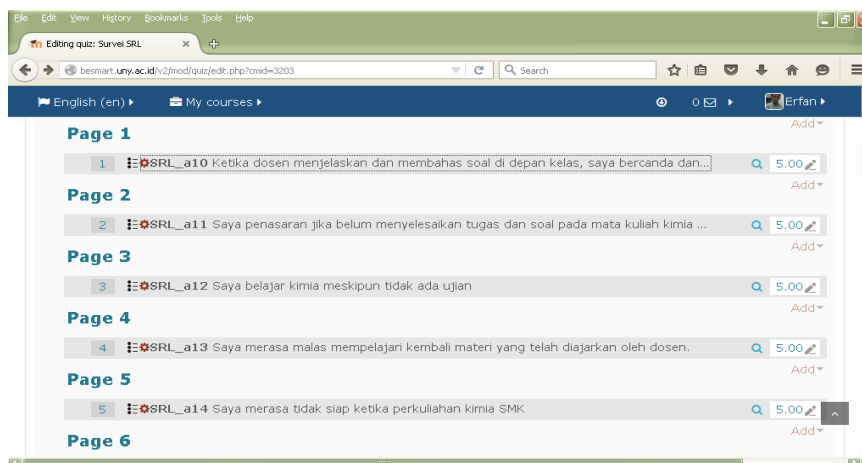 File Edit View History Bookmarks Tools Help
Editing quiz: Survei SRL
besmart.uny.ac.id/v2/mod/quiz/edit.php?cmid=3203 Search
English (en) My courses 0 Erfan
Page 1 Add
1 SRL_a10 Ketika dosen menjelaskan dan membahas soal di depan kelas, saya bercanda dan... 5.00
Page 2 Add
2 SRL_a11 Saya penasaran jika belum menyelesaikan tugas dan soal pada mata kuliah kimia ... 5.00
Page 3 Add
3 SRL_a12 Saya belajar kimia meskipun tidak ada ujian 5.00
Page 4 Add
4 SRL_a13 Saya merasa malas mempelajari kembali materi yang telah diajarkan oleh dosen. 5.00
Page 5 Add
5 SRL_a14 Saya merasa tidak siap ketika perkuliahan kimia SMK 5.00
Page 6 Add